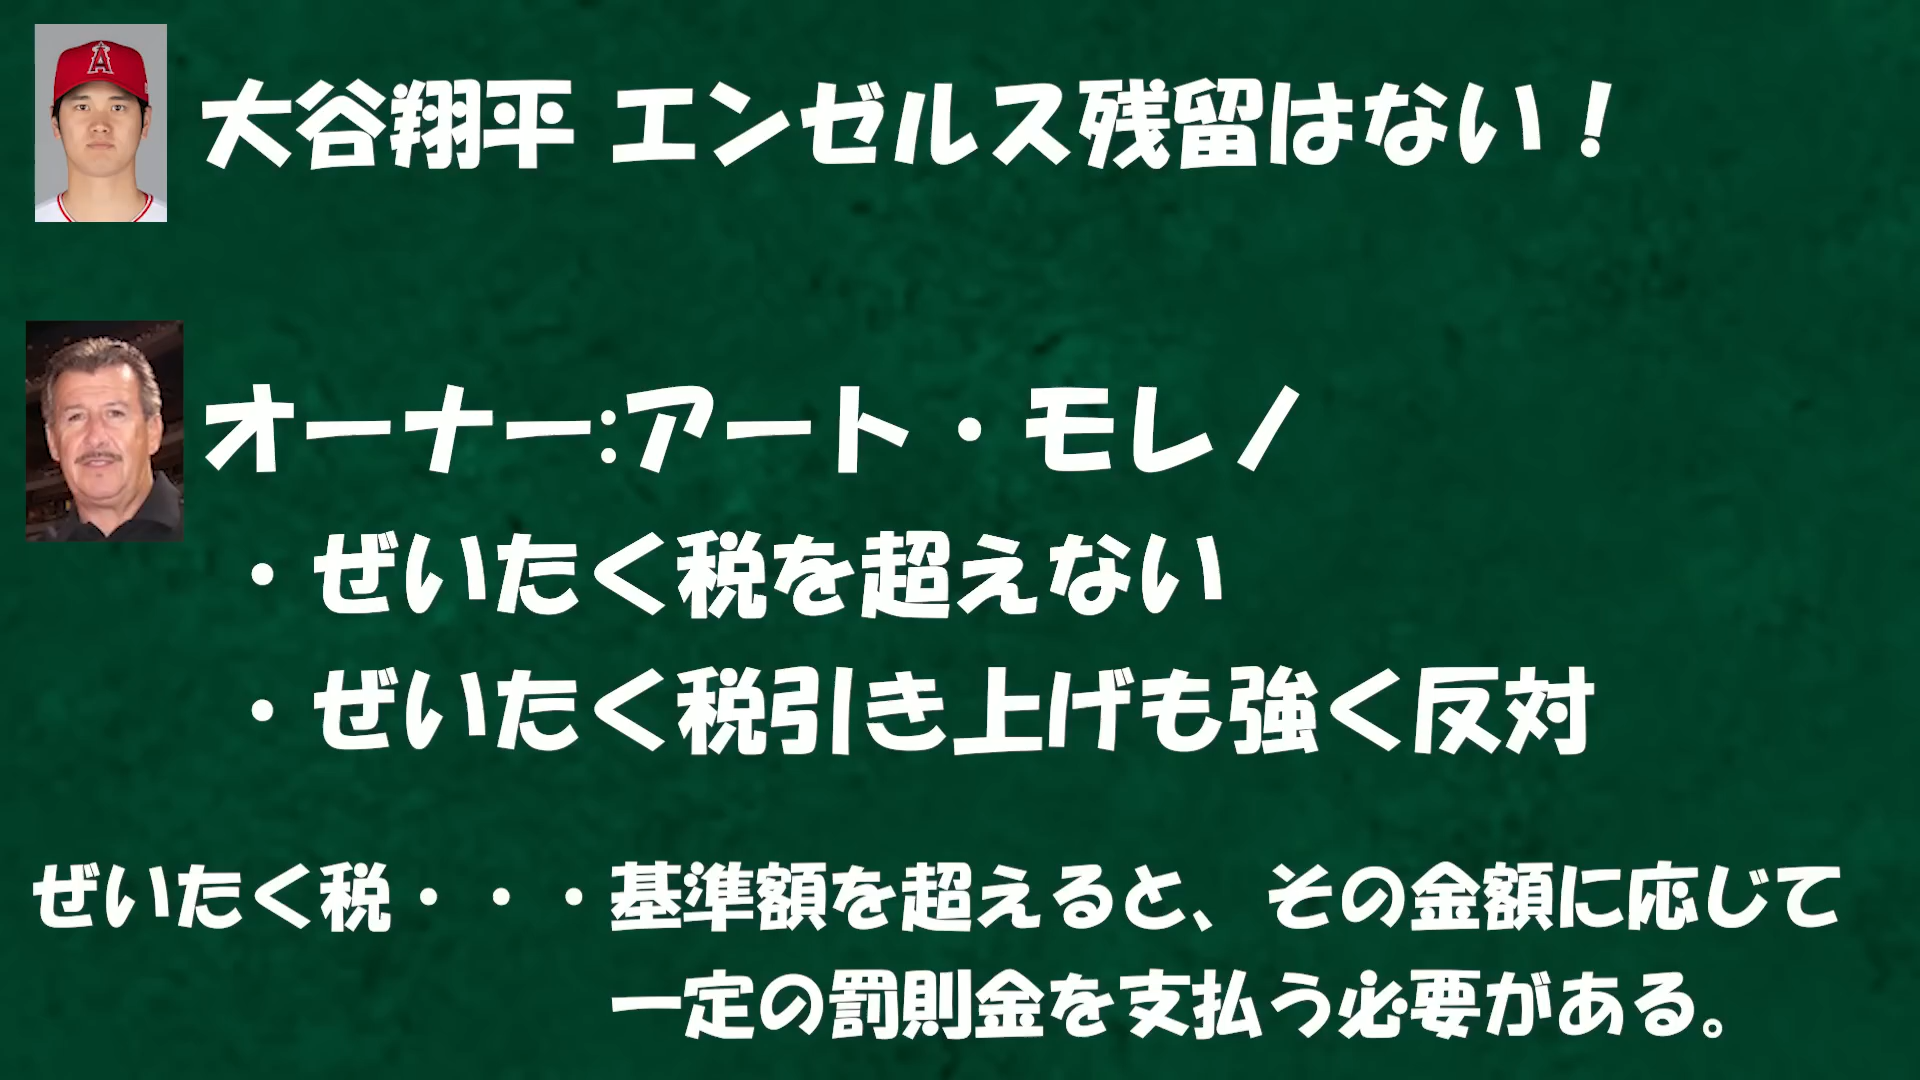 大谷翔平 エンゼルス残留はない！
オーナー:アート・モレノ
・ぜいたく税を超えない
・ぜいたく税引き上げも強く反対
ぜいたく税・・・基準額を超えると、その金額に応じて
一定の罰則金を支払う必要がある。